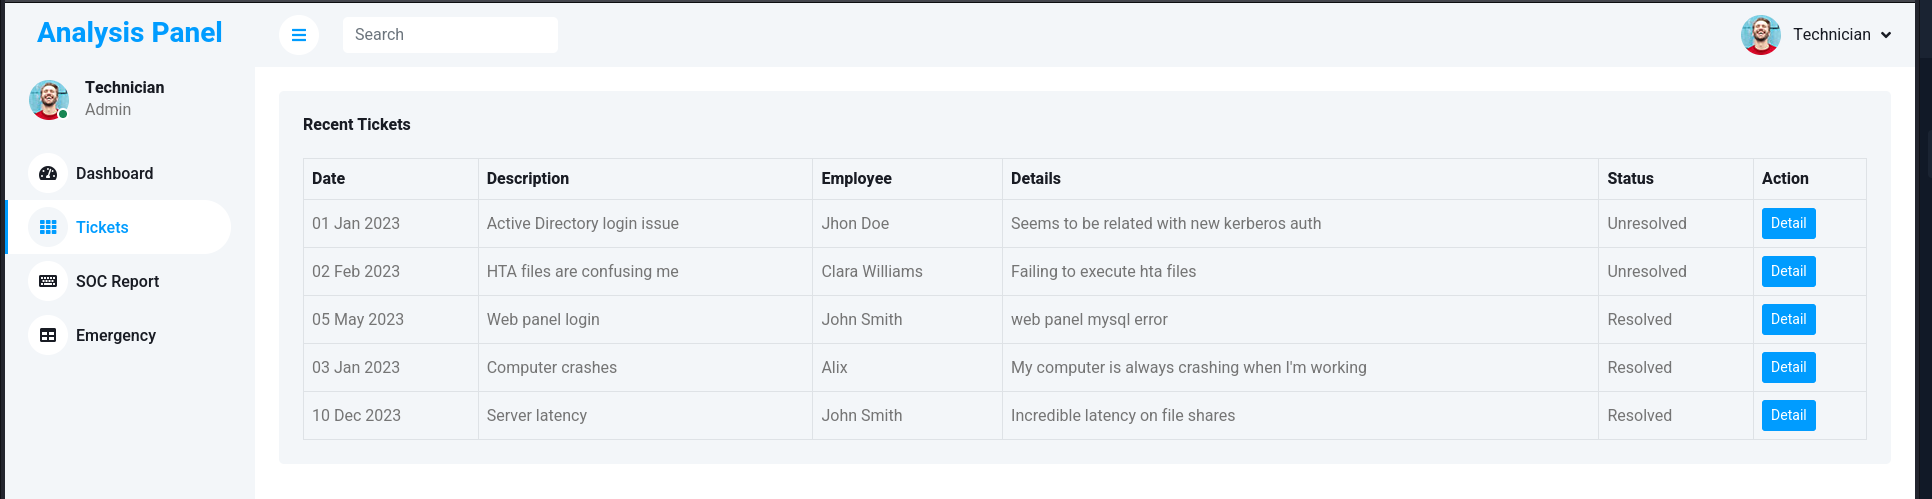 Analysis Panel
Search
Technician
Technician
Admin
Dashboard
Tickets
SOC Report
Emergency
Recent Tickets
Date Description Employee Details Status Action
01 Jan 2023 Active Directory login issue Jhon Doe Seems to be related with new kerberos auth Unresolved Detail
02 Feb 2023 HTA files are confusing me Clara Williams Failing to execute hta files Unresolved Detail
05 May 2023 Web panel login John Smith web panel mysql error Resolved Detail
03 Jan 2023 Computer crashes Alix My computer is always crashing when I'm working Resolved Detail
10 Dec 2023 Server latency John Smith Incredible latency on file shares Resolved Detail